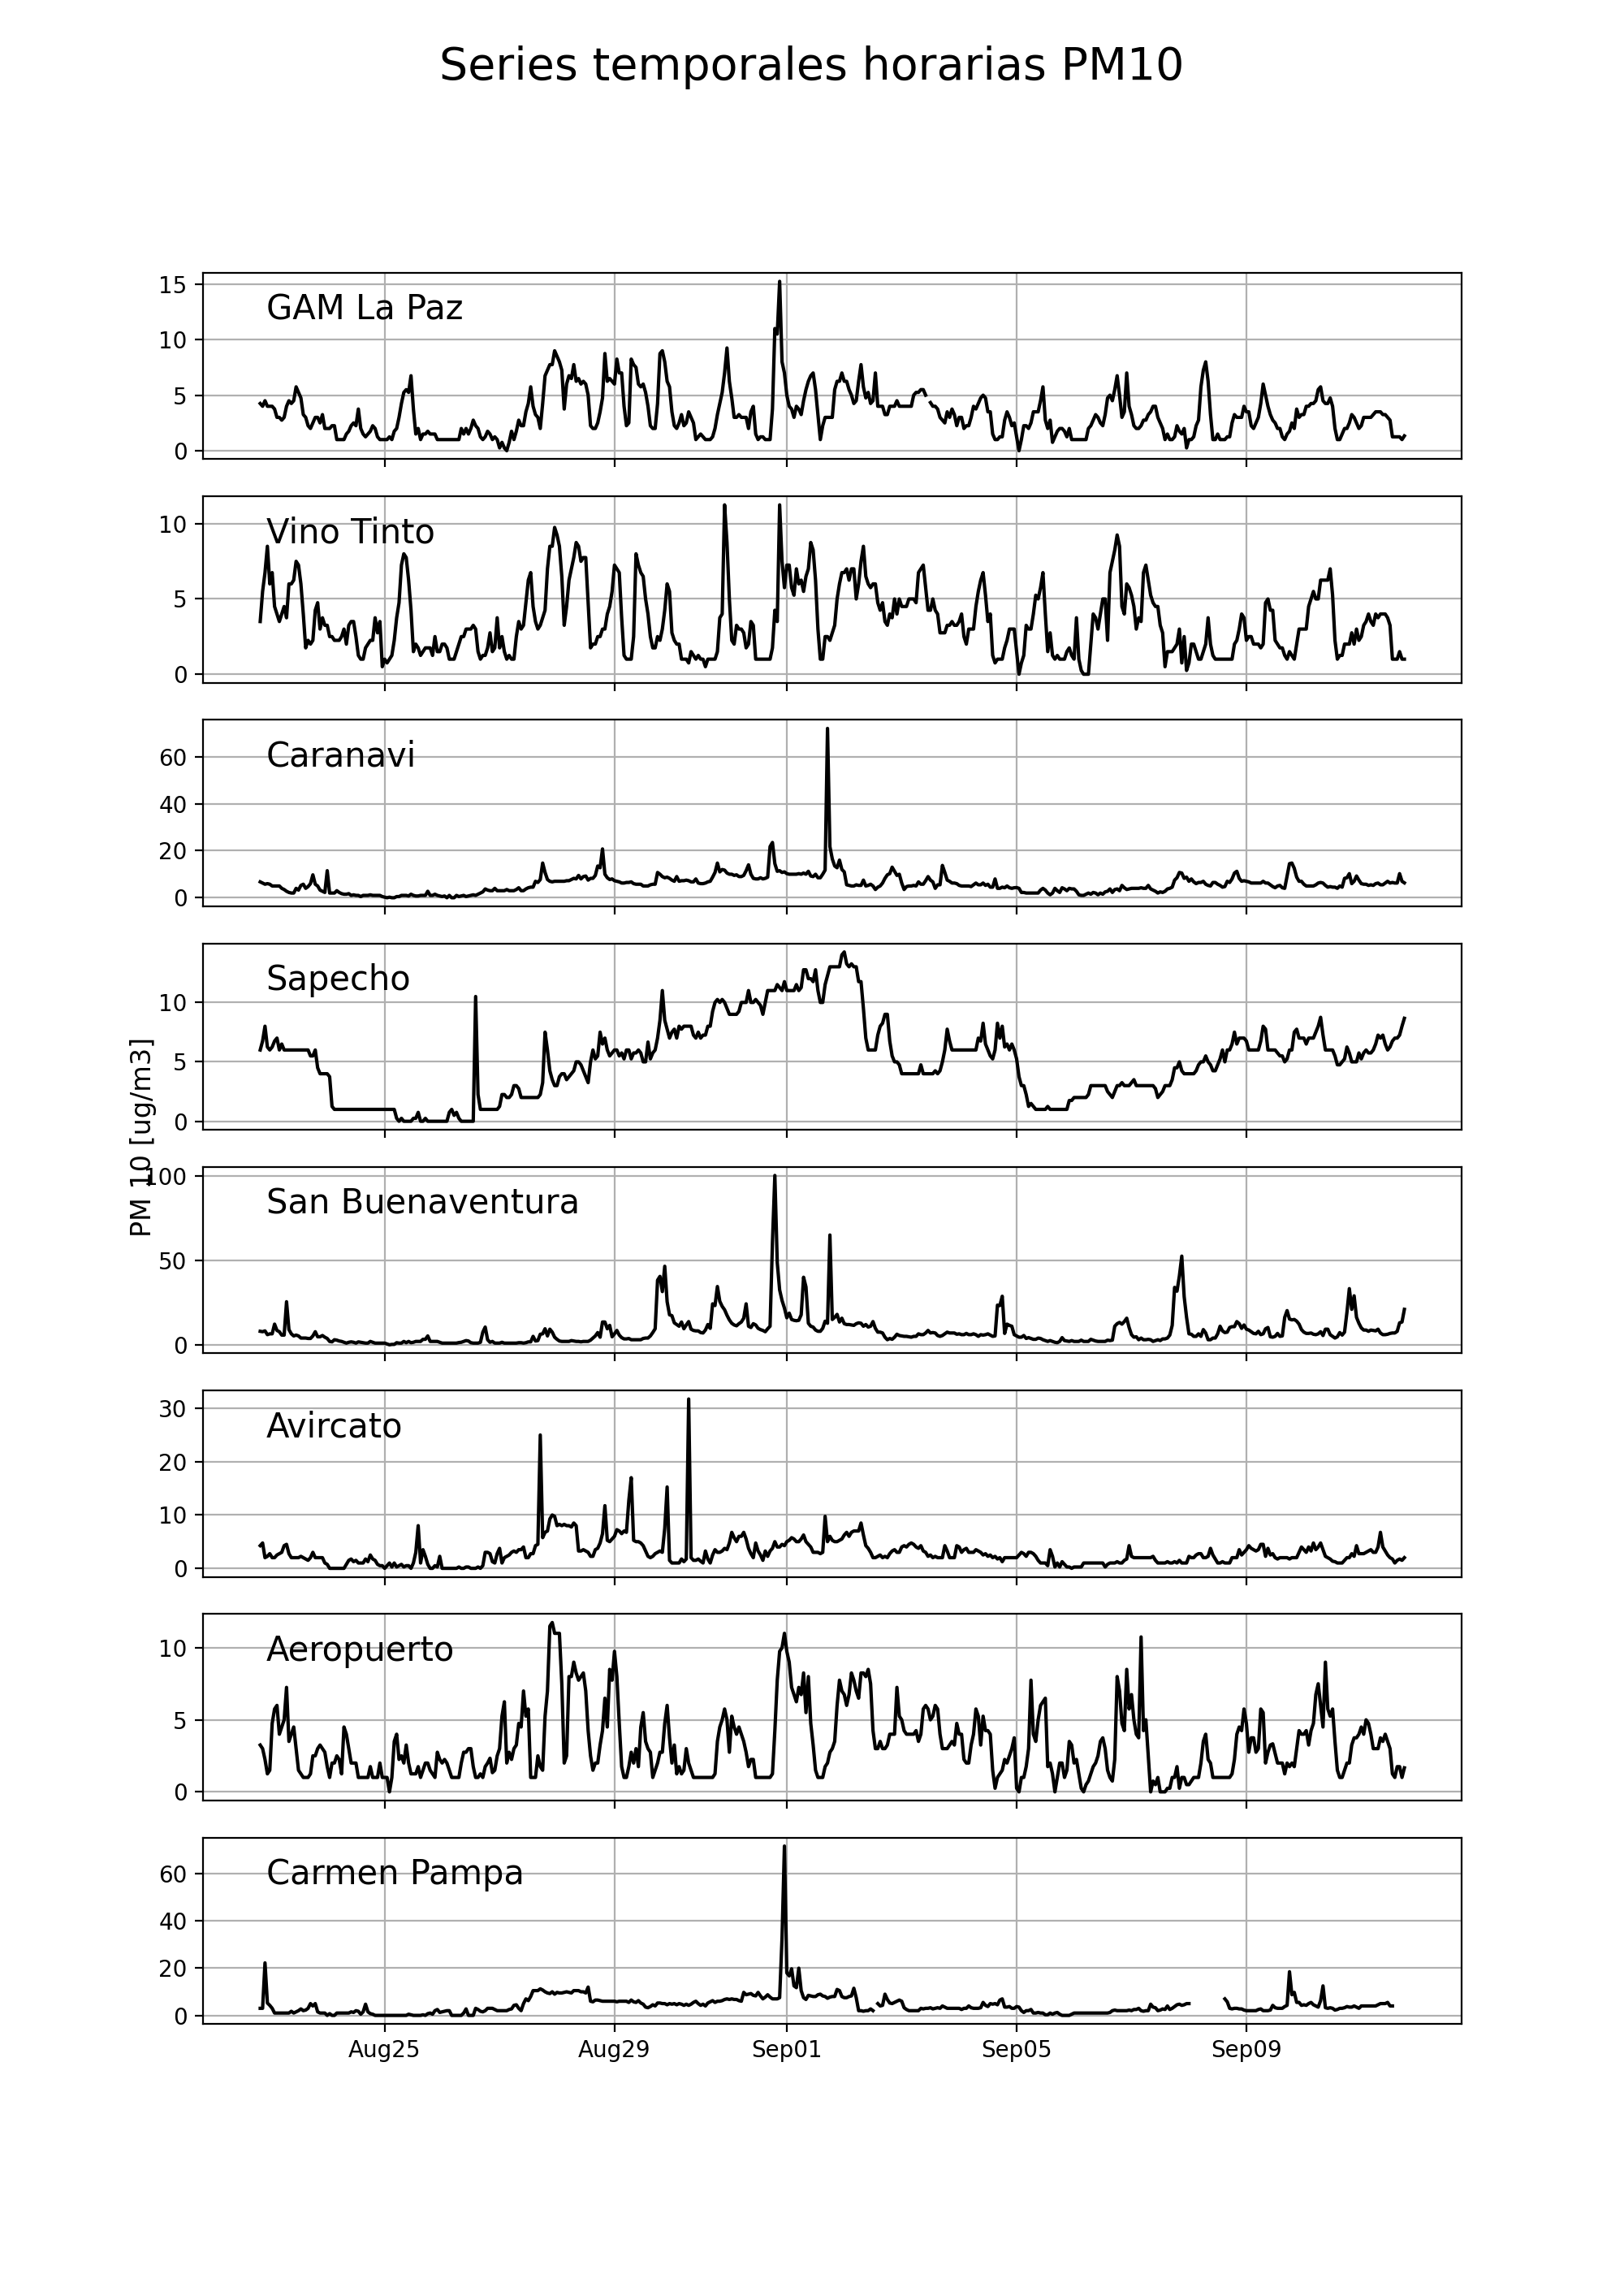 Series temporales horarias PM10
15
GAM La Paz
10
5
0
Vino Tinto
10
5
0
Caranavi
60
40
20
0
Sapecho
10
5
0
PM 10 [ug/m3]
100
San Buenaventura
50
0
30
Avircato
20
10
0
Aeropuerto
10
5
0
Carmen Pampa
60
40
20
0
Aug25 Aug29 Sep01 Sep05 Sep09